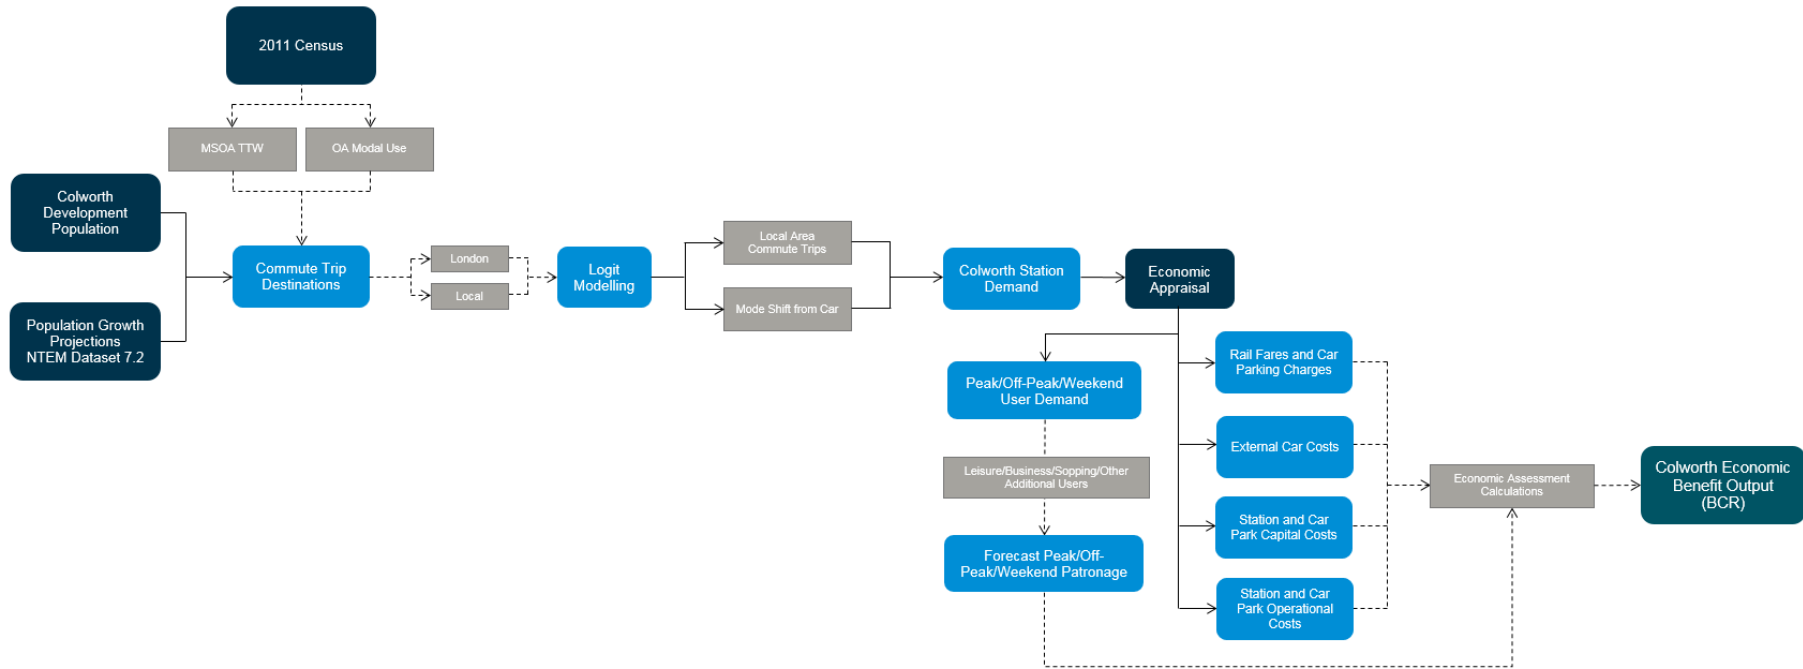 2011 Census
MSOA TTW
OA Modal Use
Colworth
Development
Population
Population Growth
Projections
NTEM Dataset 7.2
Commute Trip
Destinations
London
Local
Logit
Modelling
Local Area
Commute Trips
Mode Shift from Car
Colworth Station
Demand
Economic
Appraisal
Peak/Off-Peak/Weekend
User Demand
Leisure/Business/Sopping/Other
Additional Users
Forecast Peak/Off-
Peak/Weekend Patronage
Rail Fares and Car
Parking Charges
External Car Costs
Station and Car
Park Capital Costs
Station and Car
Park Operational
Costs
Economic Assessment
Calculations
Colworth Economic
Benefit Output
(BCR)